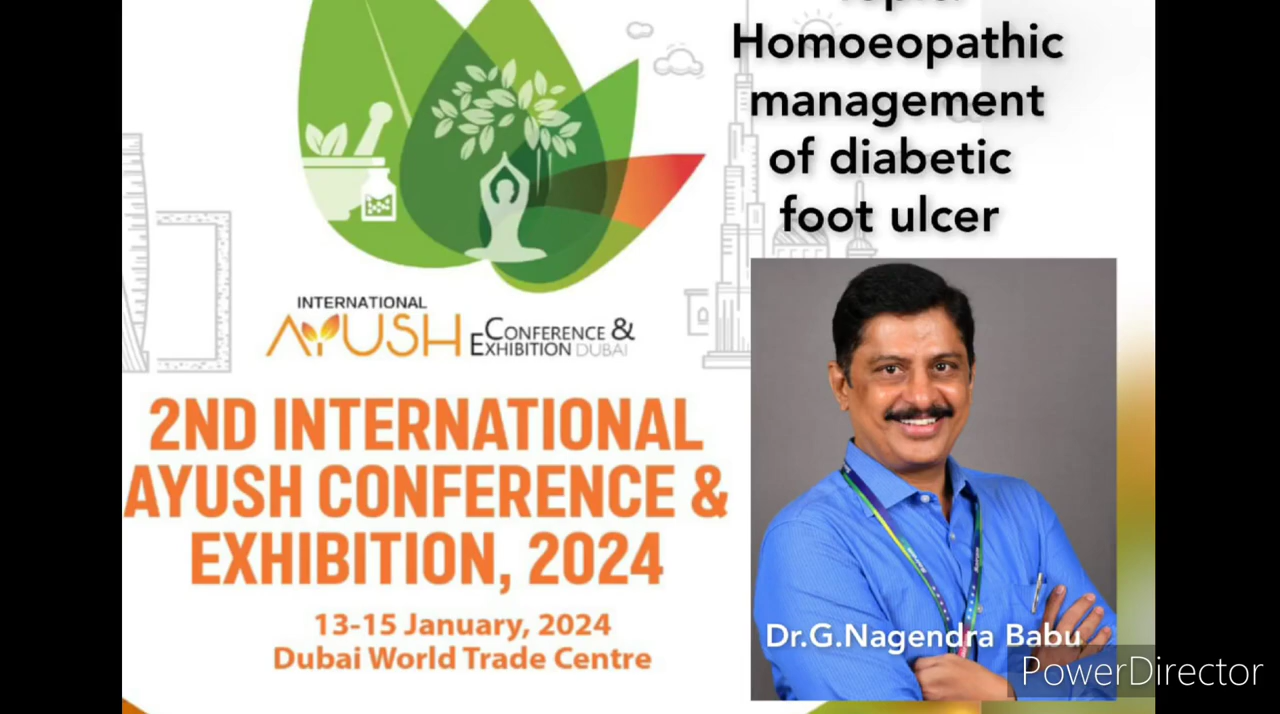 Homoeopathic
management
of diabetic
foot ulcer
INTERNATIONAL
AYUSH CONFERENCE &
EXHIBITION DUBAI
2ND INTERNATIONAL
AYUSH CONFERENCE &
EXHIBITION, 2024
13-15 January, 2024
Dubai World Trade Centre
Dr.G.Nagendra Babu
PowerDirector